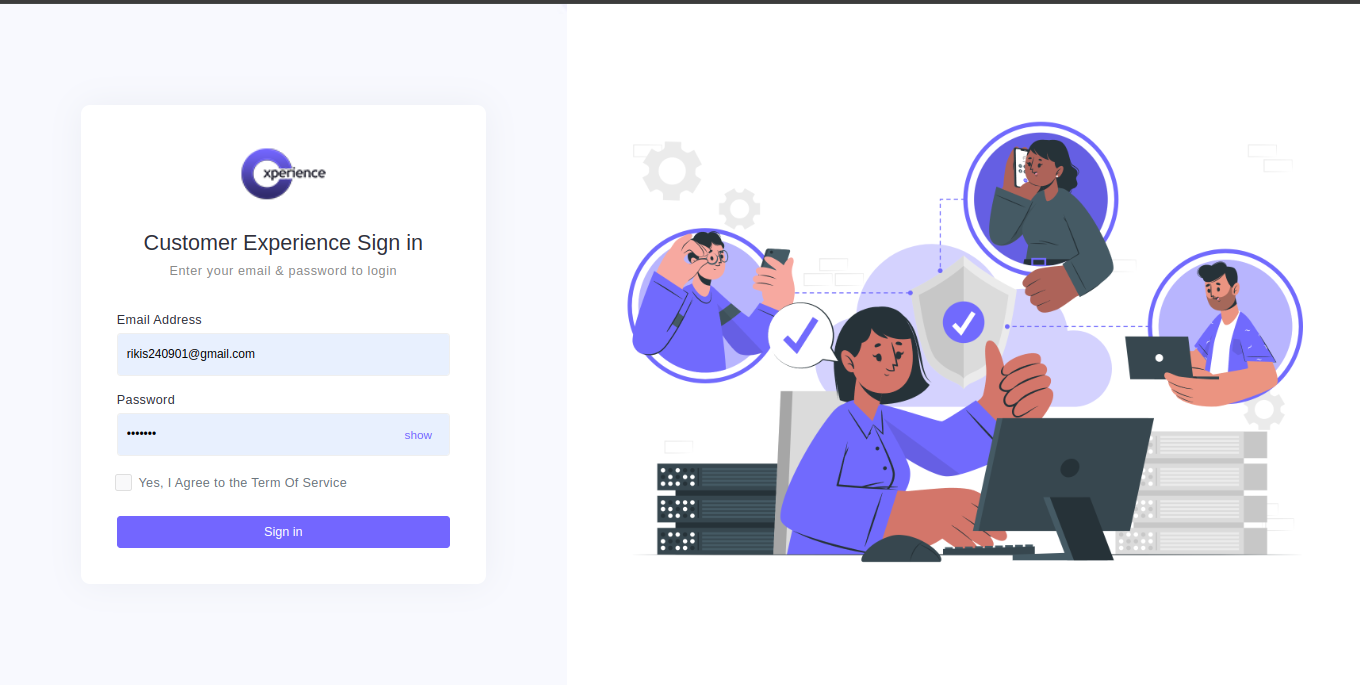 xperience
Customer Experience Sign in
Enter your email & password to login
Email Address
rikis240901@gmail.com
Password
•••••••
show
Yes, I Agree to the Term Of Service
Sign in